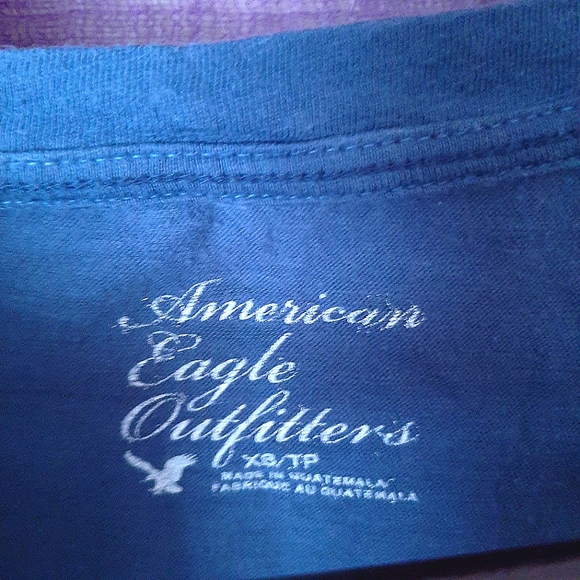 American
Eagle
Outfitters
XS/TP
MADE IN GUATEMALA
FABRIQUE AU GUATEMALA